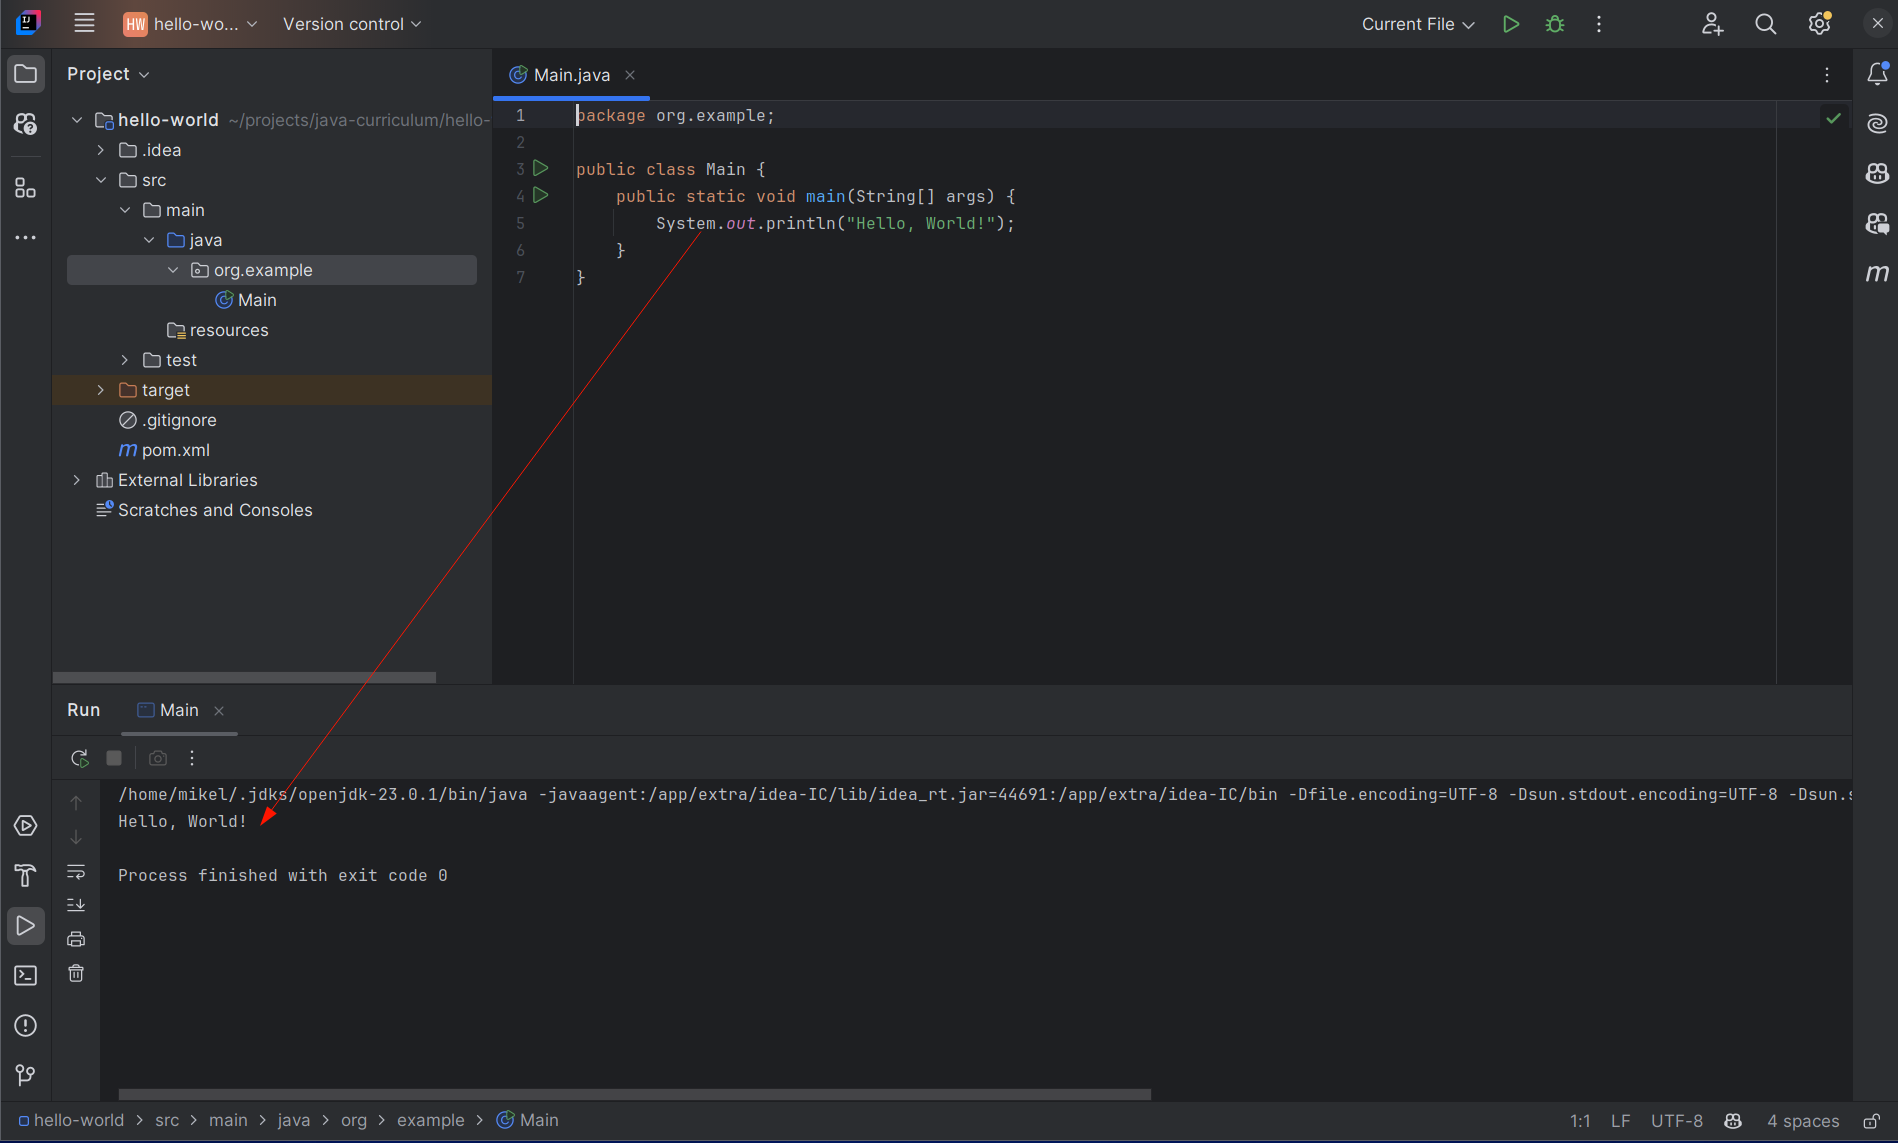 HW hello-wo... Version control Current File
Project
Main.java
hello-world ~/projects/java-curriculum/hello-
.idea
src
main
java
org.example
Main
resources
test
target
.gitignore
m pom.xml
External Libraries
Scratches and Consoles
1 package org.example;
2
3 public class Main {
4     public static void main(String[] args) {
5         System.out.println("Hello, World!");
6     }
7 }
m
Run Main
/home/mikel/.jdks/openjdk-23.0.1/bin/java -javaagent:/app/extra/idea-IC/lib/idea_rt.jar=44691:/app/extra/idea-IC/bin -Dfile.encoding=UTF-8 -Dsun.stdout.encoding=UTF-8 -Dsun.s
Hello, World!
Process finished with exit code 0
hello-world > src > main > java > org > example > Main 1:1 LF UTF-8 4 spaces